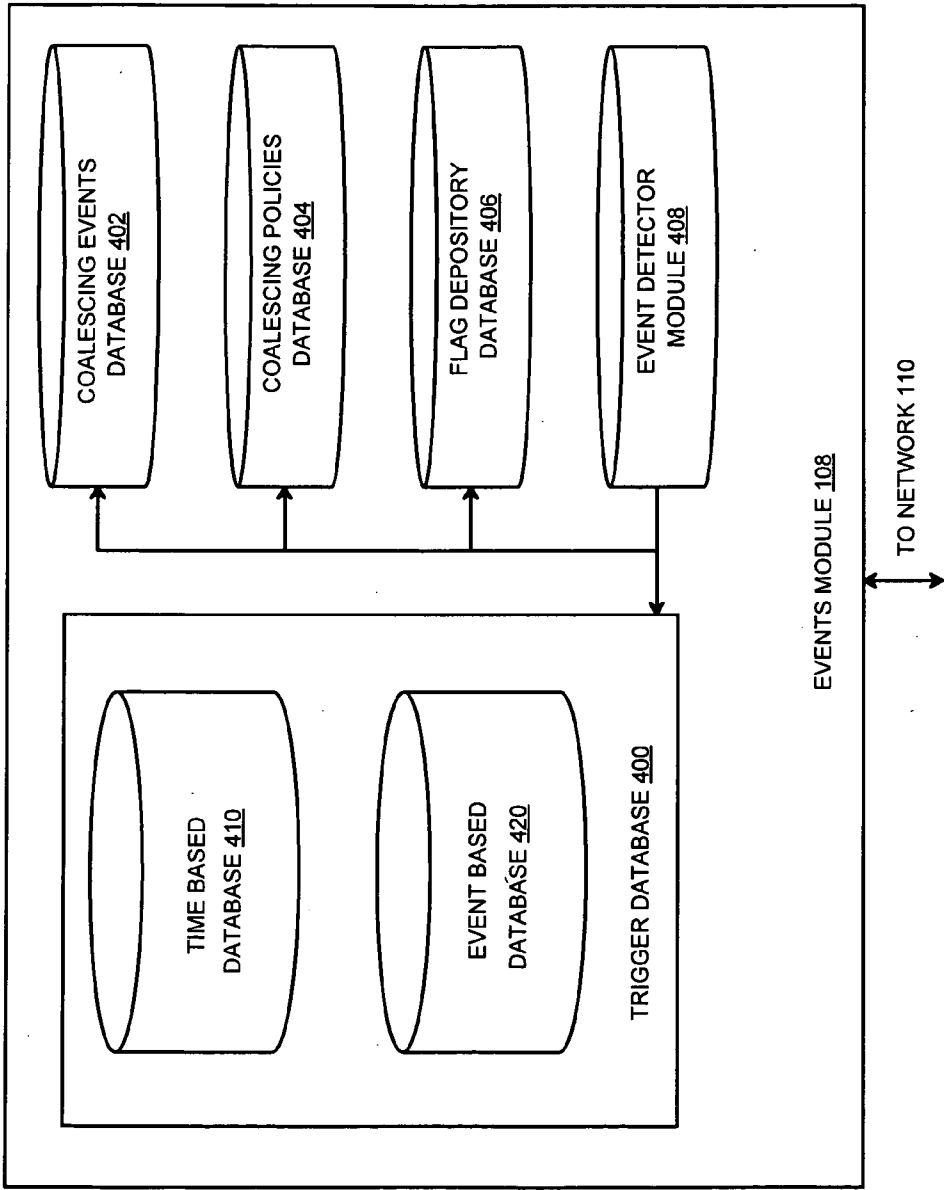 TIME BASED
DATABASE 410
EVENT BASED
DATABASE 420
TRIGGER DATABASE 400
COALESCING EVENTS
DATABASE 402
COALESCING POLICIES
DATABASE 404
FLAG DEPOSITORY
DATABASE 406
EVENT DETECTOR
MODULE 408
EVENTS MODULE 108
TO NETWORK 110